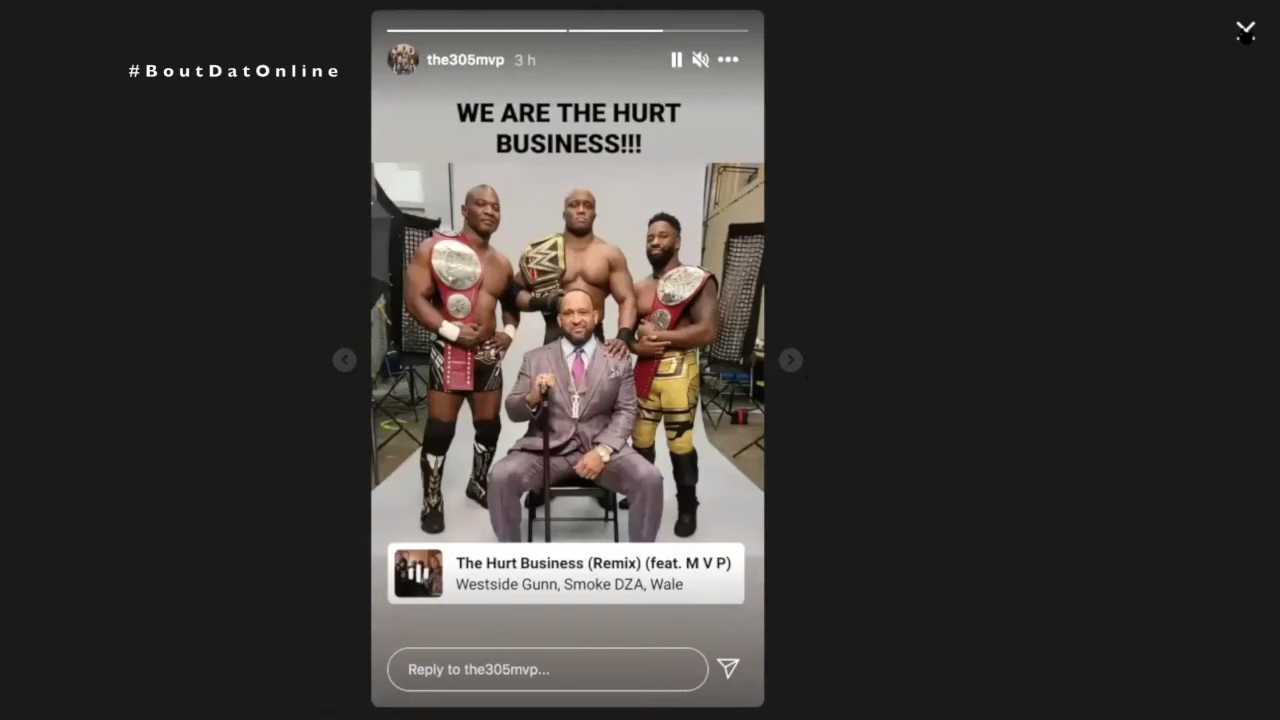 #BoutDatOnline
the305mvp 3 h
WE ARE THE HURT
BUSINESS!!!
The Hurt Business (Remix) (feat. M V P)
Westside Gunn, Smoke DZA, Wale
Reply to the305mvp...